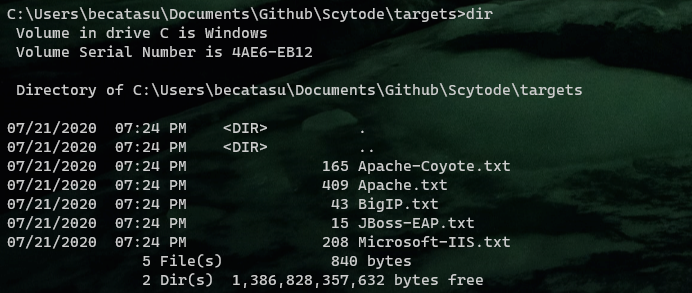 C:\Users\becatasu\Documents\Github\Scytode\targets>dir
 Volume in drive C is Windows
 Volume Serial Number is 4AE6-EB12

 Directory of C:\Users\becatasu\Documents\Github\Scytode\targets

07/21/2020  07:24 PM    <DIR>          .
07/21/2020  07:24 PM    <DIR>          ..
07/21/2020  07:24 PM               165 Apache-Coyote.txt
07/21/2020  07:24 PM               409 Apache.txt
07/21/2020  07:24 PM                43 BigIP.txt
07/21/2020  07:24 PM                15 JBoss-EAP.txt
07/21/2020  07:24 PM               208 Microsoft-IIS.txt
               5 File(s)            840 bytes
               2 Dir(s)  1,386,828,357,632 bytes free